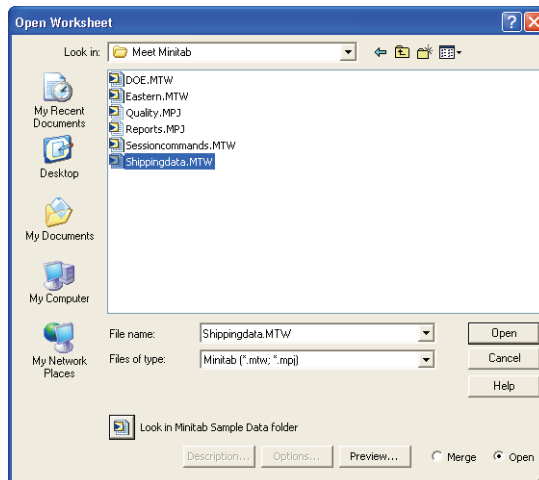 Open Worksheet
Look in: Meet Minitab
DOE.MTW
Eastern.MTW
Quality.MPJ
Reports.MPJ
Sessioncommands.MTW
Shippingdata.MTW
My Recent
Documents
Desktop
My Documents
My Computer
My Network
Places
File name: Shippingdata.MTW Open
Files of type: Minitab (*.mtw; *.mpj) Cancel
Help
Look in Minitab Sample Data folder
Description... Options... Preview... Merge Open